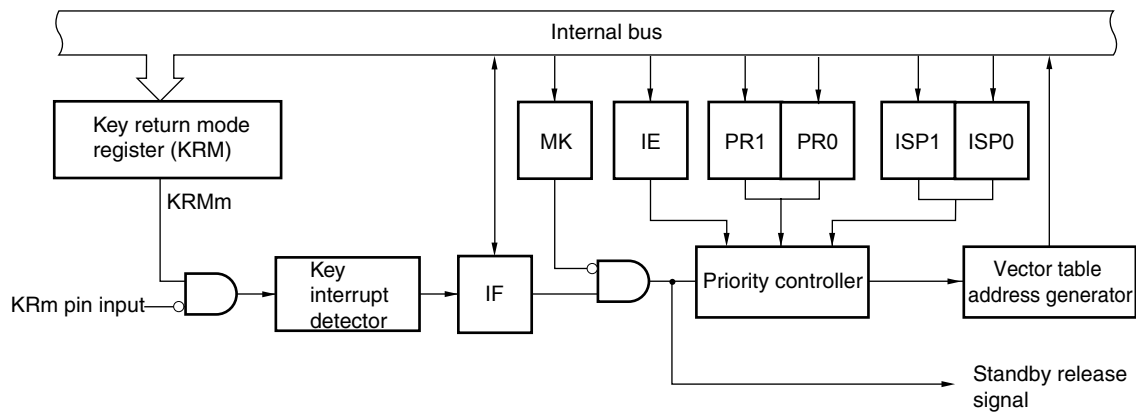 Internal bus
Key return mode
register (KRM)
MK
IE
PR1
PR0
ISP1
ISP0
KRMm
KRm pin input
Key
interrupt
detector
IF
Priority controller
Vector table
address generator
Standby release
signal